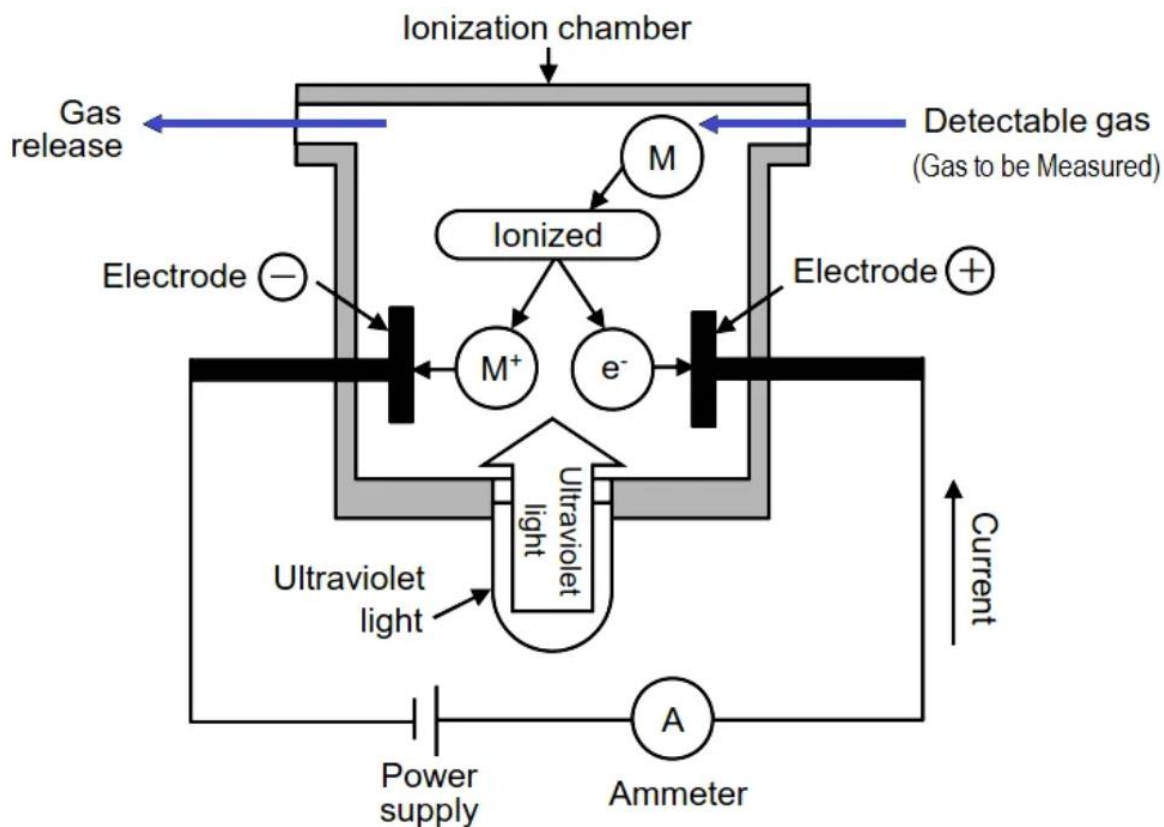 Ionization chamber
Gas
release
Detectable gas
(Gas to be Measured)
M
Ionized
Electrode −
Electrode +
M⁺
e⁻
Ultraviolet
light
Ultraviolet
light
Current
A
Power
supply
Ammeter